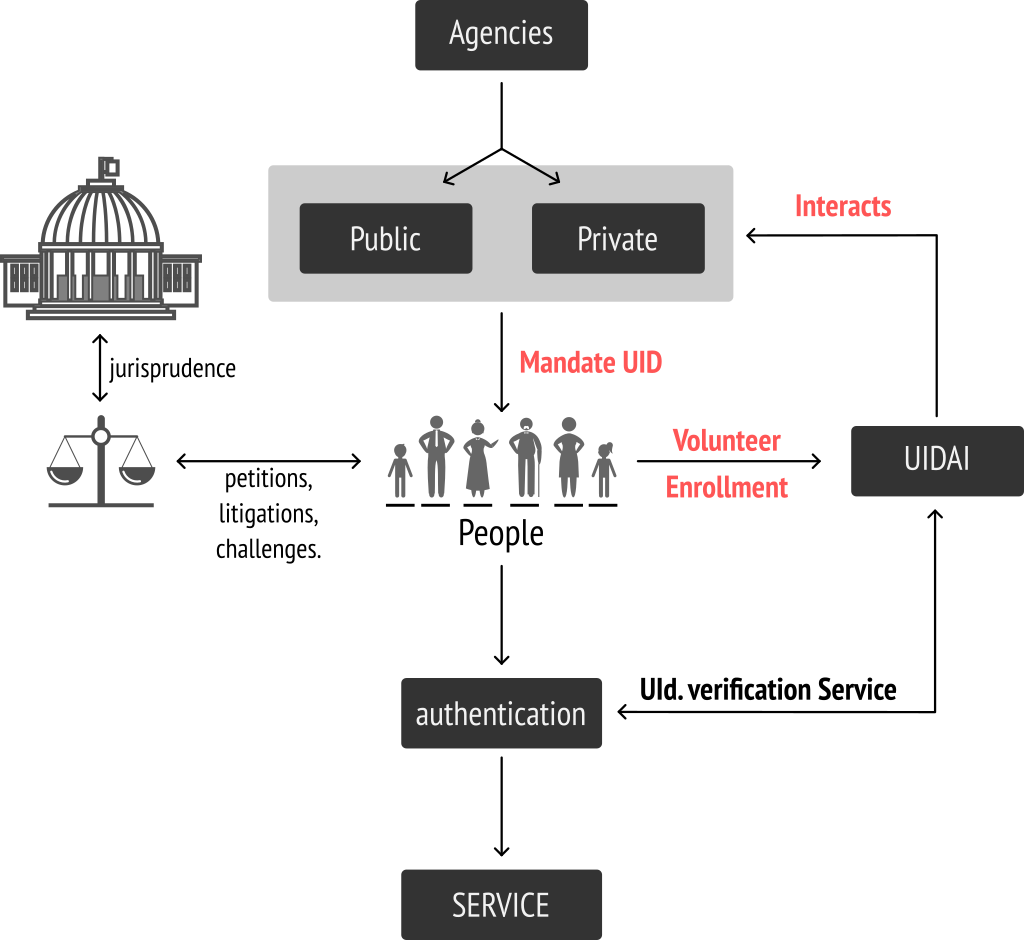 Agencies
Public
Private
Interacts
Mandate UID
jurisprudence
Volunteer
Enrollment
UIDAI
petitions,
litigations,
challenges.
People
UId. verification Service
authentication
SERVICE